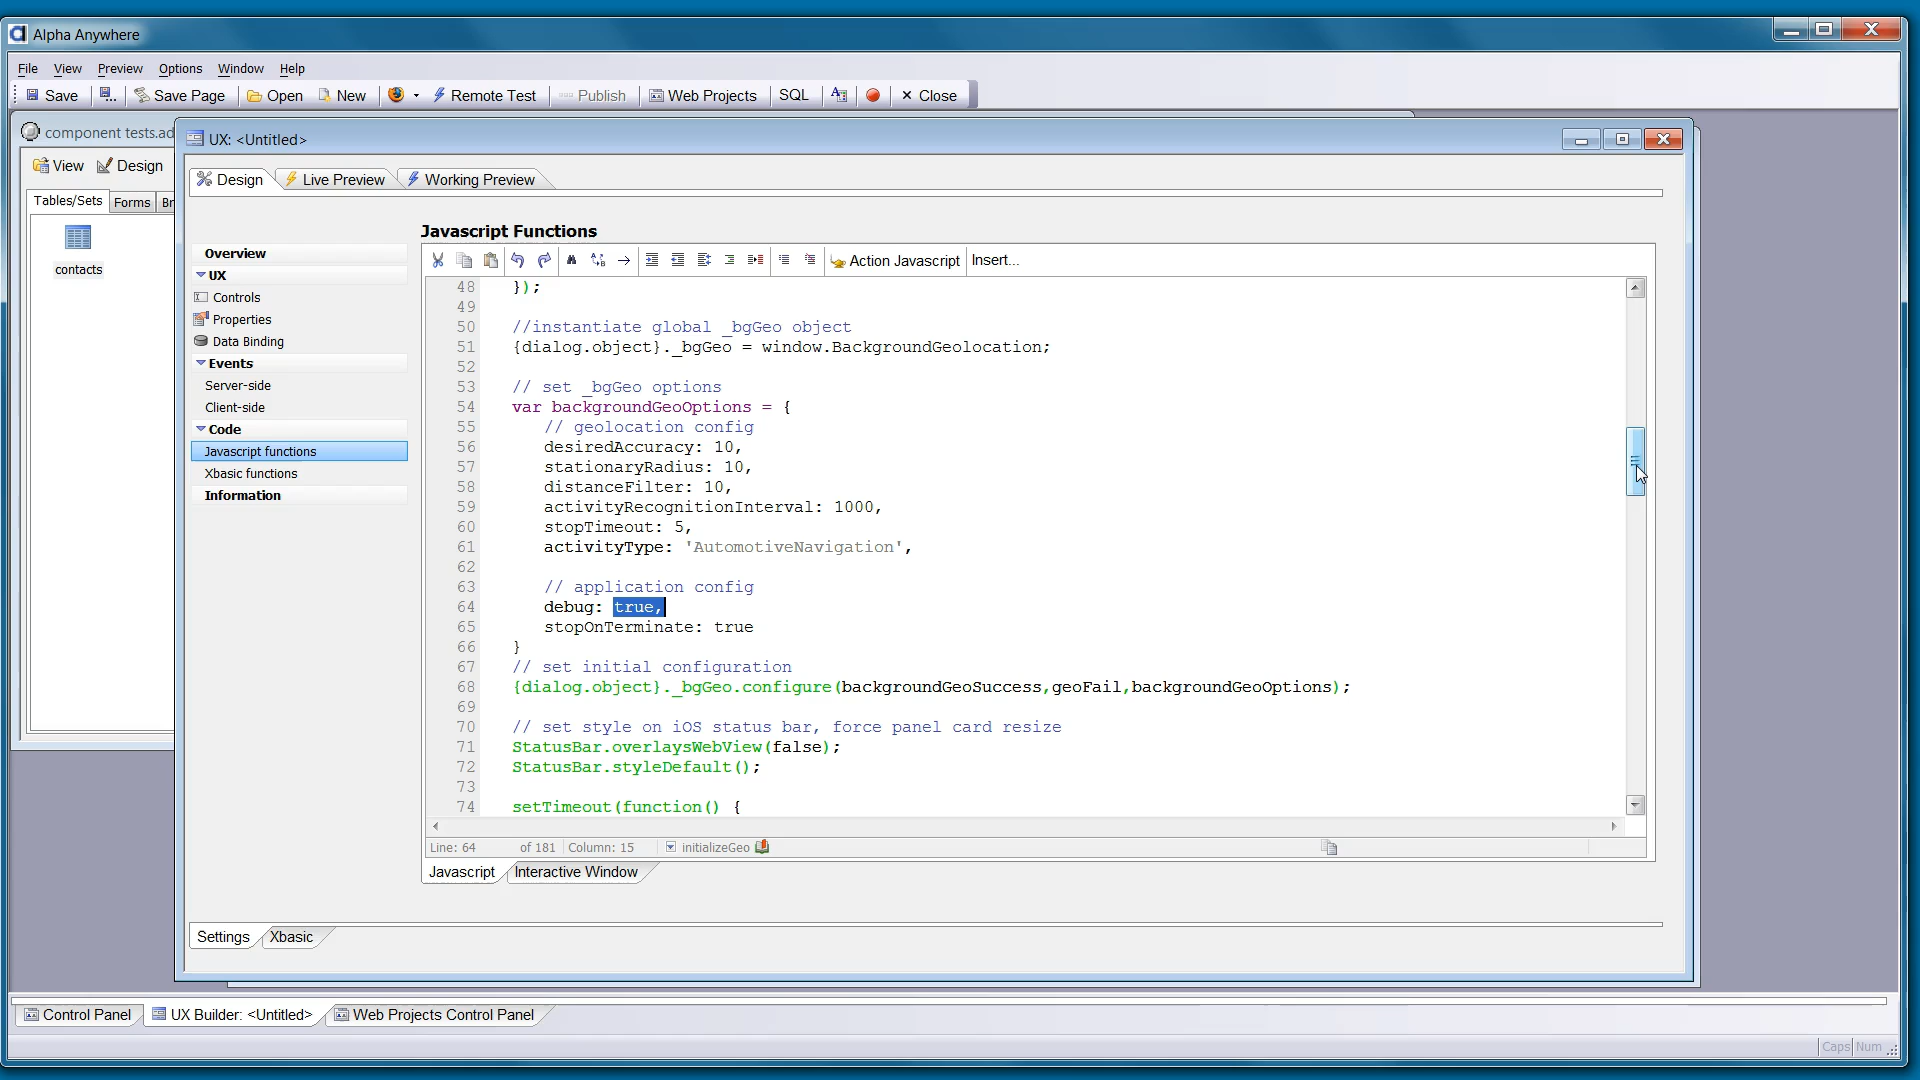 Alpha Anywhere
File View Preview Options Window Help
Save Save Page Open New Remote Test Publish Web Projects SQL Close
component tests.ad
UX: <Untitled>
View Design
Design Live Preview Working Preview
Tables/Sets Forms Br
contacts
Javascript Functions
Overview
UX
Controls
Properties
Data Binding
Events
Server-side
Client-side
Code
Javascript functions
Xbasic functions
Information
Action Javascript Insert...
48 });
49
50 //instantiate global _bgGeo object
51 {dialog.object}._bgGeo = window.BackgroundGeolocation;
52
53 // set _bgGeo options
54 var backgroundGeoOptions = {
55 // geolocation config
56 desiredAccuracy: 10,
57 stationaryRadius: 10,
58 distanceFilter: 10,
59 activityRecognitionInterval: 1000,
60 stopTimeout: 5,
61 activityType: 'AutomotiveNavigation',
62
63 // application config
64 debug: true,
65 stopOnTerminate: true
66 }
67 // set initial configuration
68 {dialog.object}._bgGeo.configure(backgroundGeoSuccess,geoFail,backgroundGeoOptions);
69
70 // set style on iOS status bar, force panel card resize
71 StatusBar.overlaysWebView(false);
72 StatusBar.styleDefault();
73
74 setTimeout(function() {
Line: 64 of 181 Column: 15 initializeGeo
Javascript Interactive Window
Settings Xbasic
Control Panel UX Builder: <Untitled> Web Projects Control Panel
Caps Num